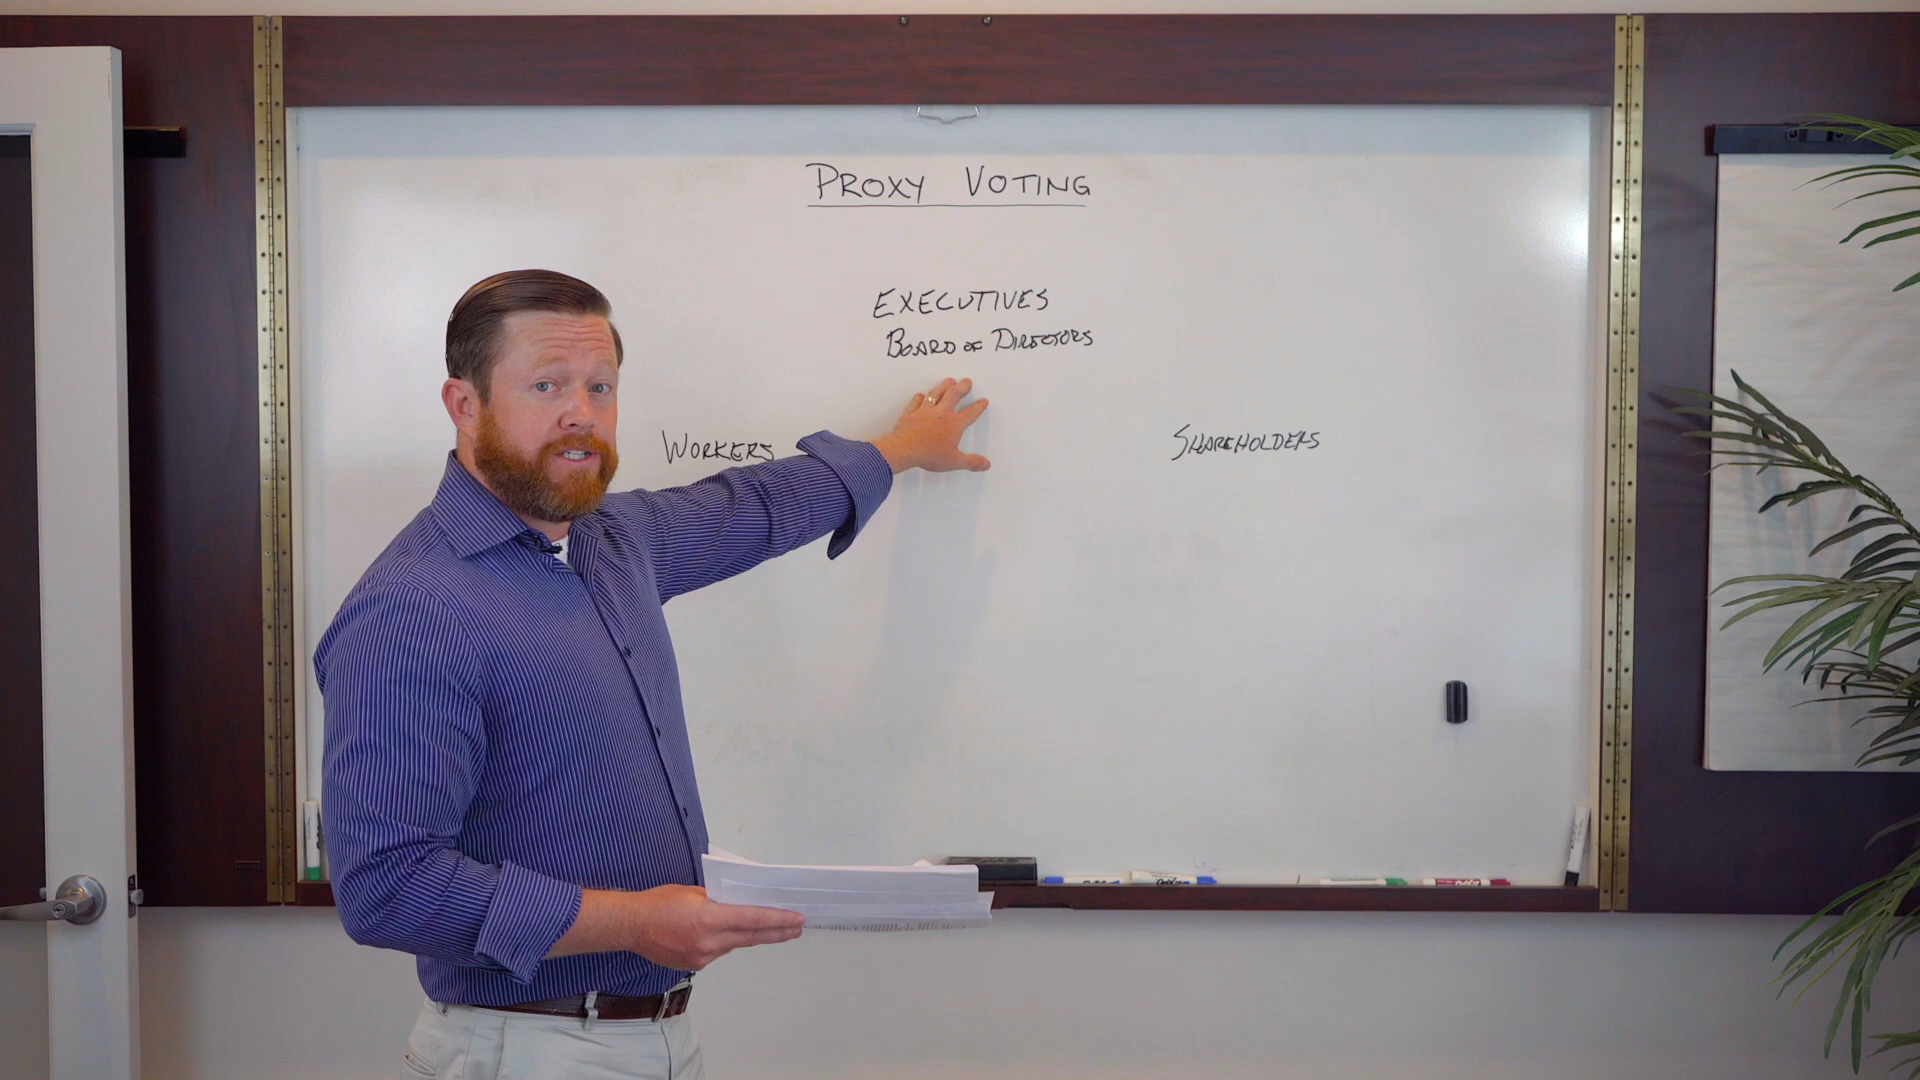 PROXY VOTING
EXECUTIVES
BOARD OF DIRECTORS
WORKERS
SHAREHOLDERS